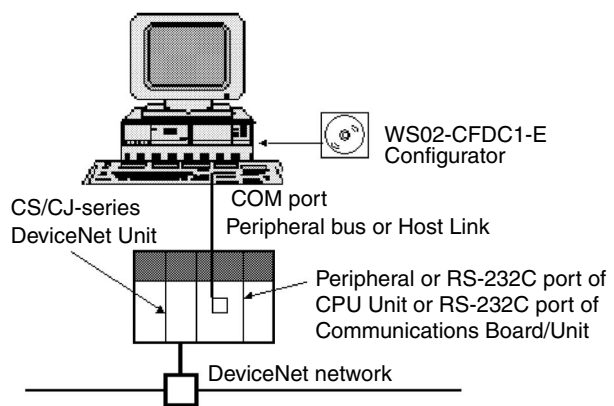 WS02-CFDC1-E
Configurator
COM port
Peripheral bus or Host Link
CS/CJ-series
DeviceNet Unit
Peripheral or RS-232C port of
CPU Unit or RS-232C port of
Communications Board/Unit
DeviceNet network